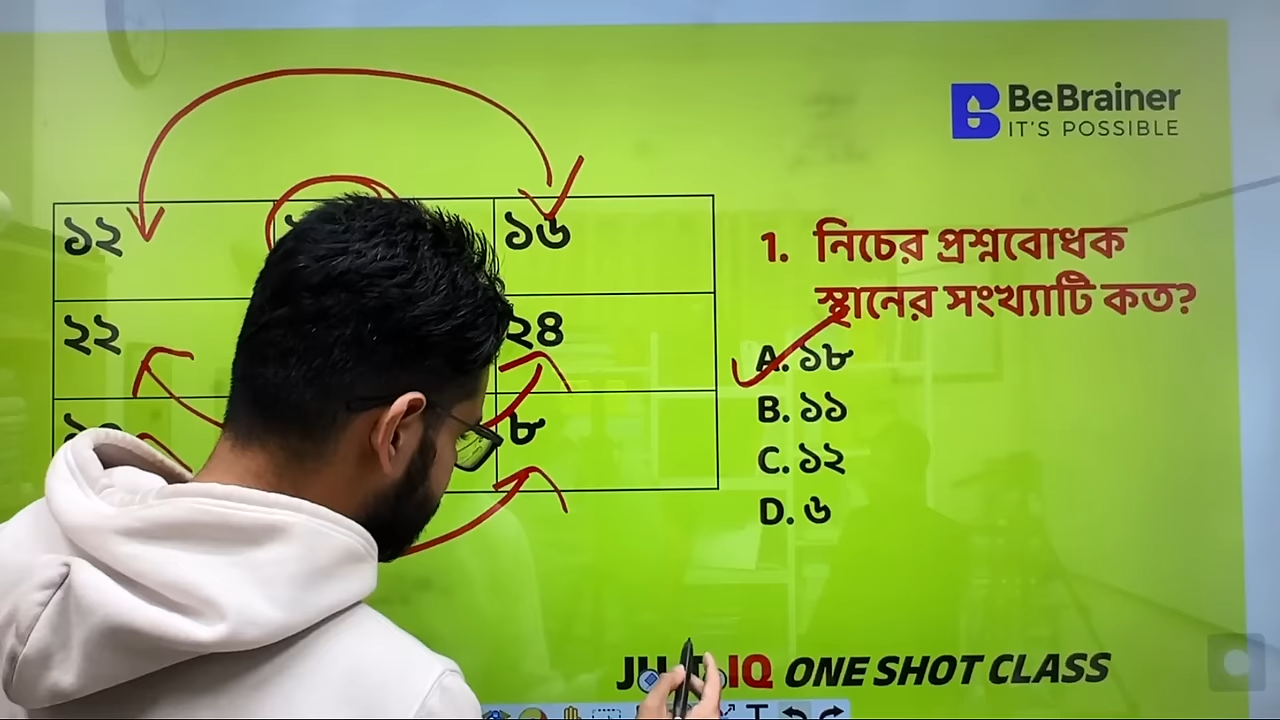 BeBrainer
IT'S POSSIBLE
১২ ১৬
২২ ২৪
৮
1. নিচের প্রশ্নবোধক
স্থানের সংখ্যাটি কত?
A. ১৮
B. ১১
C. ১২
D. ৬
IQ ONE SHOT CLASS